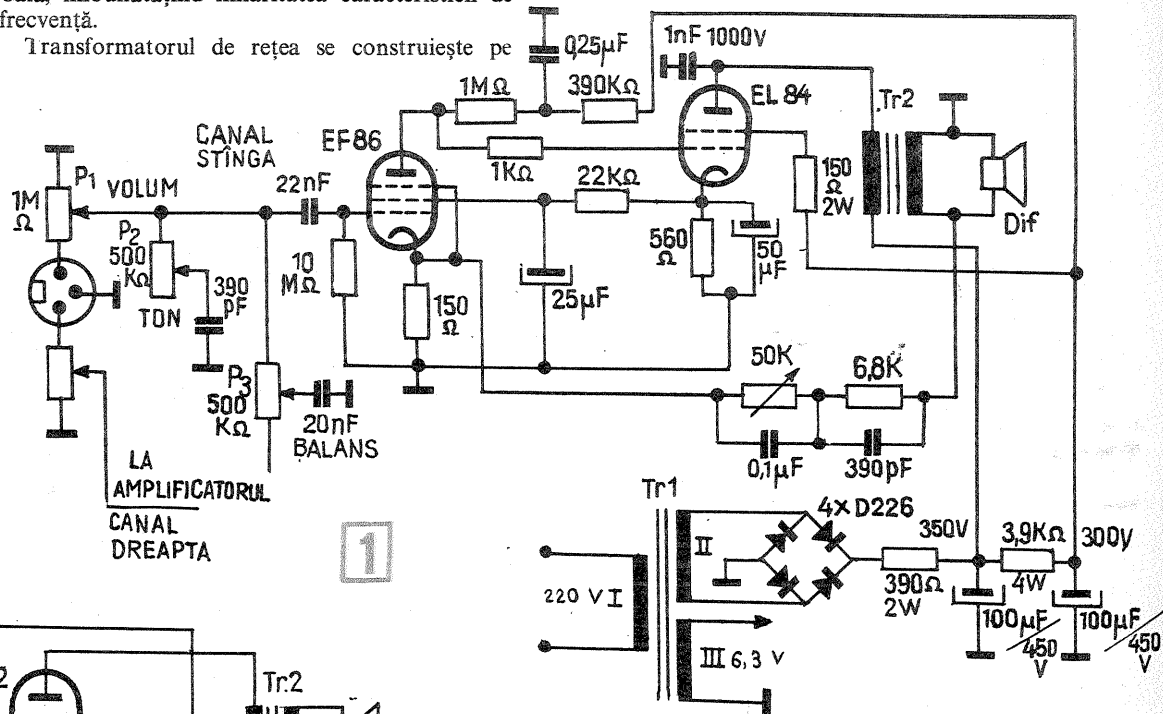 frecvență.
Transformatorul de rețea se construiește pe
0,25μF
1nF 1000V
1MΩ
390KΩ
EL 84
Tr2
CANAL
STÎNGA
EF86
1KΩ
P1
VOLUM
22nF
22KΩ
150
Ω
2W
1M
Ω
Dif
P2
500
KΩ
10
MΩ
560
Ω
50
μF
390
pF
TON
150
Ω
25μF
50K
6,8K
P3
500
KΩ
20nF
BALANS
0,1μF
390pF
LA
AMPLIFICATORUL
CANAL
DREAPTA
1
Tr1
4xD226
II
350V
3,9KΩ
300V
220 V I
390Ω
2W
4W
100μF
450
V
100μF
450
V
III 6,3 V
2
Tr.2